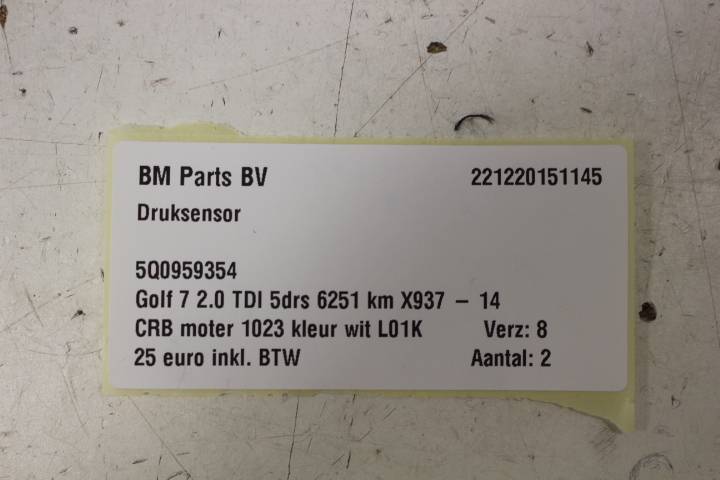 BM Parts BV 221220151145
Druksensor
5Q0959354
Golf 7 2.0 TDI 5drs 6251 km X937 – 14
CRB moter 1023 kleur wit L01K Verz: 8
25 euro inkl. BTW Aantal: 2